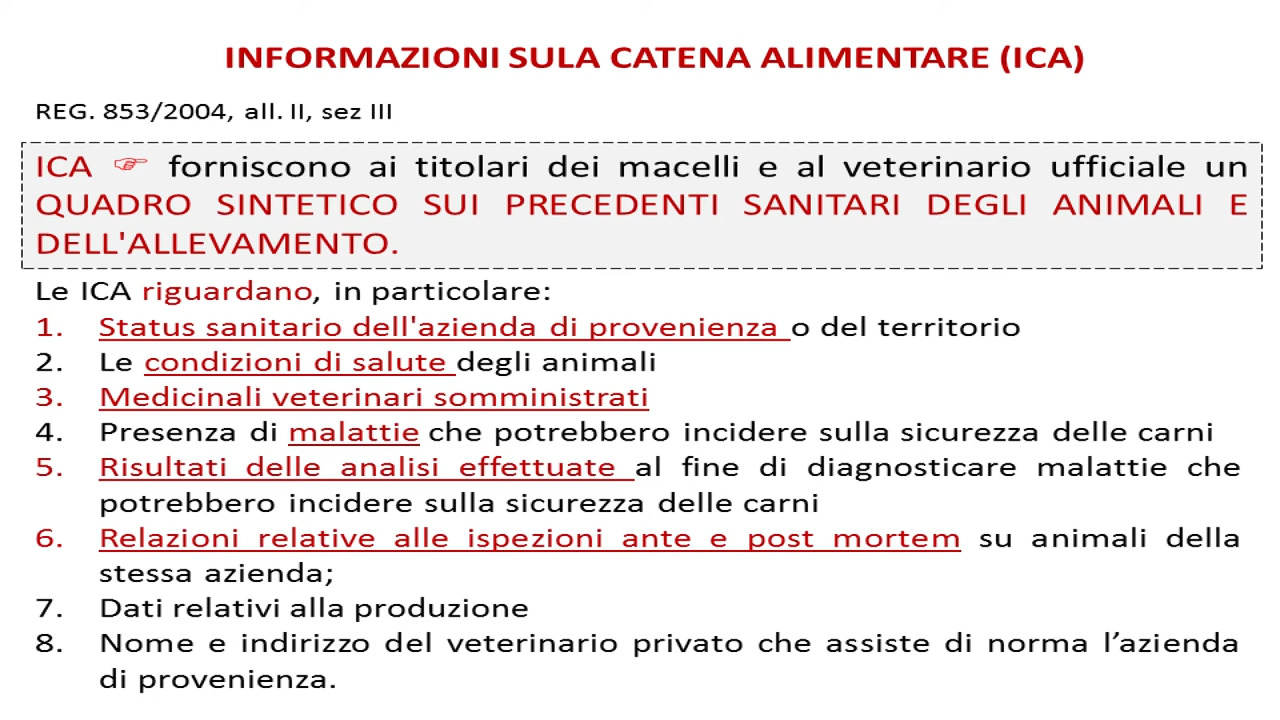 INFORMAZIONI SULA CATENA ALIMENTARE (ICA)
REG. 853/2004, all. II, sez III
ICA ☞ forniscono ai titolari dei macelli e al veterinario ufficiale un
QUADRO SINTETICO SUI PRECEDENTI SANITARI DEGLI ANIMALI E
DELL'ALLEVAMENTO.
Le ICA riguardano, in particolare:
1. Status sanitario dell'azienda di provenienza o del territorio
2. Le condizioni di salute degli animali
3. Medicinali veterinari somministrati
4. Presenza di malattie che potrebbero incidere sulla sicurezza delle carni
5. Risultati delle analisi effettuate al fine di diagnosticare malattie che
potrebbero incidere sulla sicurezza delle carni
6. Relazioni relative alle ispezioni ante e post mortem su animali della
stessa azienda;
7. Dati relativi alla produzione
8. Nome e indirizzo del veterinario privato che assiste di norma l’azienda
di provenienza.